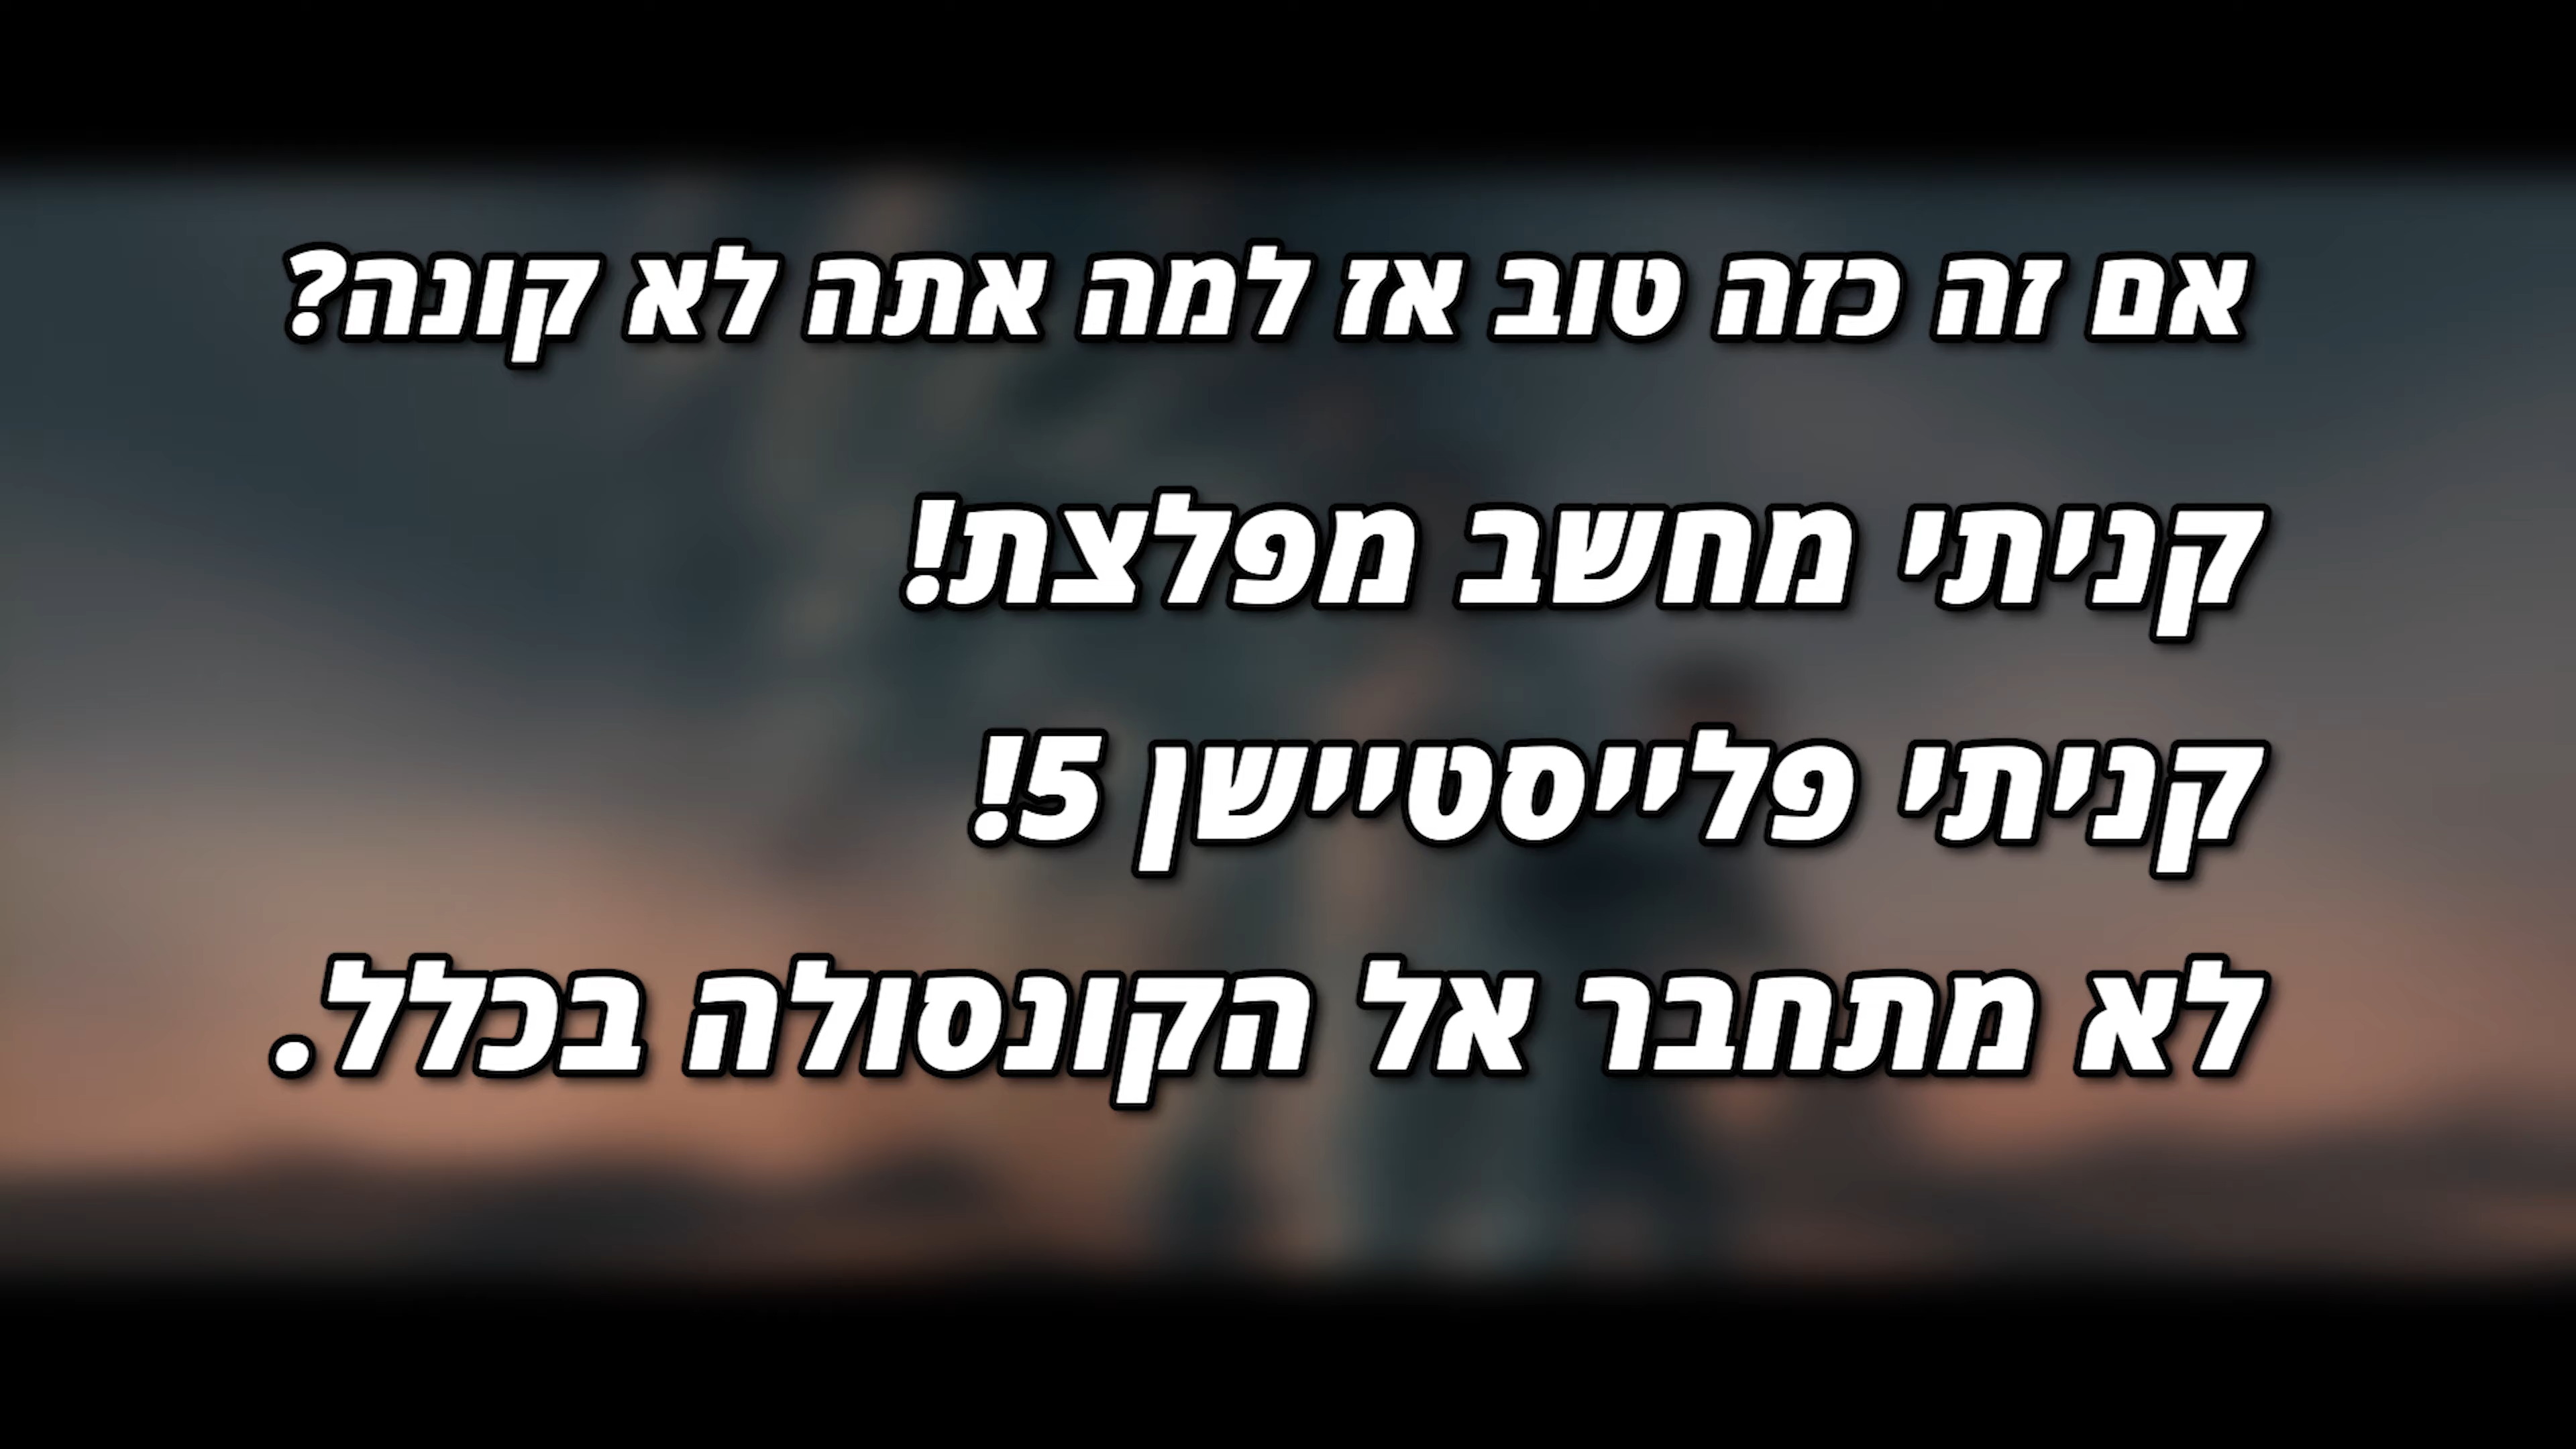 אם זה כזה טוב אז למה אתה לא קונה?
קניתי מחשב מפלצת!
קניתי פלייסטיישן 5!
לא מתחבר אל הקונסולה בכלל.